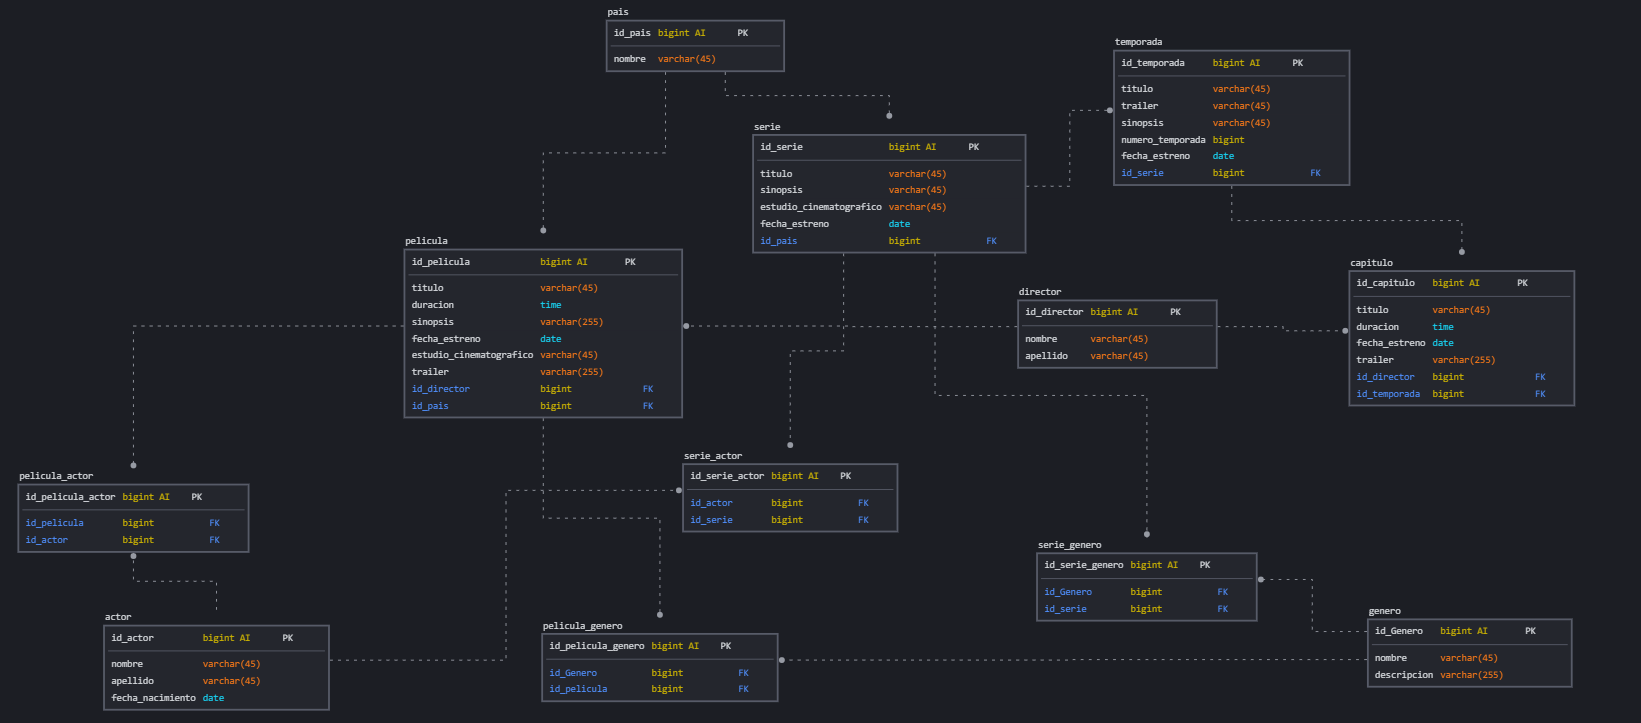 pais
id_pais bigint AI PK
nombre varchar(45)
temporada
id_temporada bigint AI PK
titulo varchar(45)
trailer varchar(45)
sinopsis varchar(45)
numero_temporada bigint
fecha_estreno date
id_serie bigint FK
serie
id_serie bigint AI PK
titulo varchar(45)
sinopsis varchar(45)
estudio_cinematografico varchar(45)
fecha_estreno date
id_pais bigint FK
pelicula
id_pelicula bigint AI PK
titulo varchar(45)
duracion time
sinopsis varchar(255)
fecha_estreno date
estudio_cinematografico varchar(45)
trailer varchar(255)
id_director bigint FK
id_pais bigint FK
director
id_director bigint AI PK
nombre varchar(45)
apellido varchar(45)
capitulo
id_capitulo bigint AI PK
titulo varchar(45)
duracion time
fecha_estreno date
trailer varchar(255)
id_director bigint FK
id_temporada bigint FK
pelicula_actor
id_pelicula_actor bigint AI PK
id_pelicula bigint FK
id_actor bigint FK
serie_actor
id_serie_actor bigint AI PK
id_actor bigint FK
id_serie bigint FK
serie_genero
id_serie_genero bigint AI PK
id_Genero bigint FK
id_serie bigint FK
actor
id_actor bigint AI PK
nombre varchar(45)
apellido varchar(45)
fecha_nacimiento date
pelicula_genero
id_pelicula_genero bigint AI PK
id_Genero bigint FK
id_pelicula bigint FK
genero
id_Genero bigint AI PK
nombre varchar(45)
descripcion varchar(255)